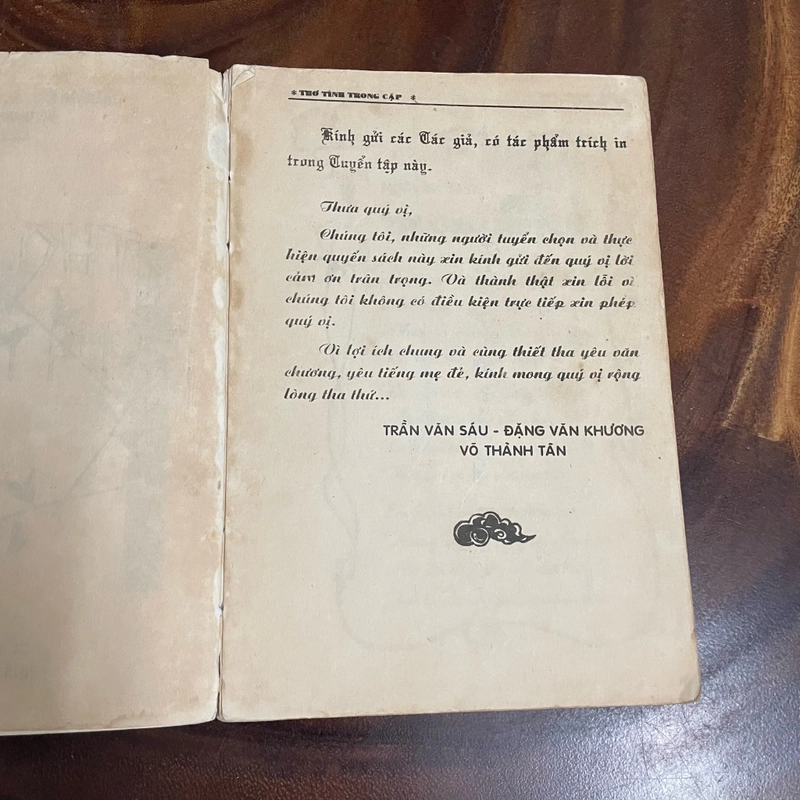 * THƠ TÌNH TRONG CẶP *
Kính gửi các Tác giả, có tác phẩm trích in
trong Tuyển tập này.
Thưa quý vị,
Chúng tôi, những người tuyển chọn và thực
hiện quyển sách này xin kính gửi đến quý vị lời
cảm ơn trân trọng. Và thành thật xin lỗi vì
chúng tôi không có điều kiện trực tiếp xin phép
quý vị.
Vì lợi ích chung và cùng thiết tha yêu văn
chương, yêu tiếng mẹ đẻ, kính mong quý vị rộng
lòng tha thứ...
TRẦN VĂN SÁU - ĐẶNG VĂN KHƯƠNG
VÕ THÀNH TÂN